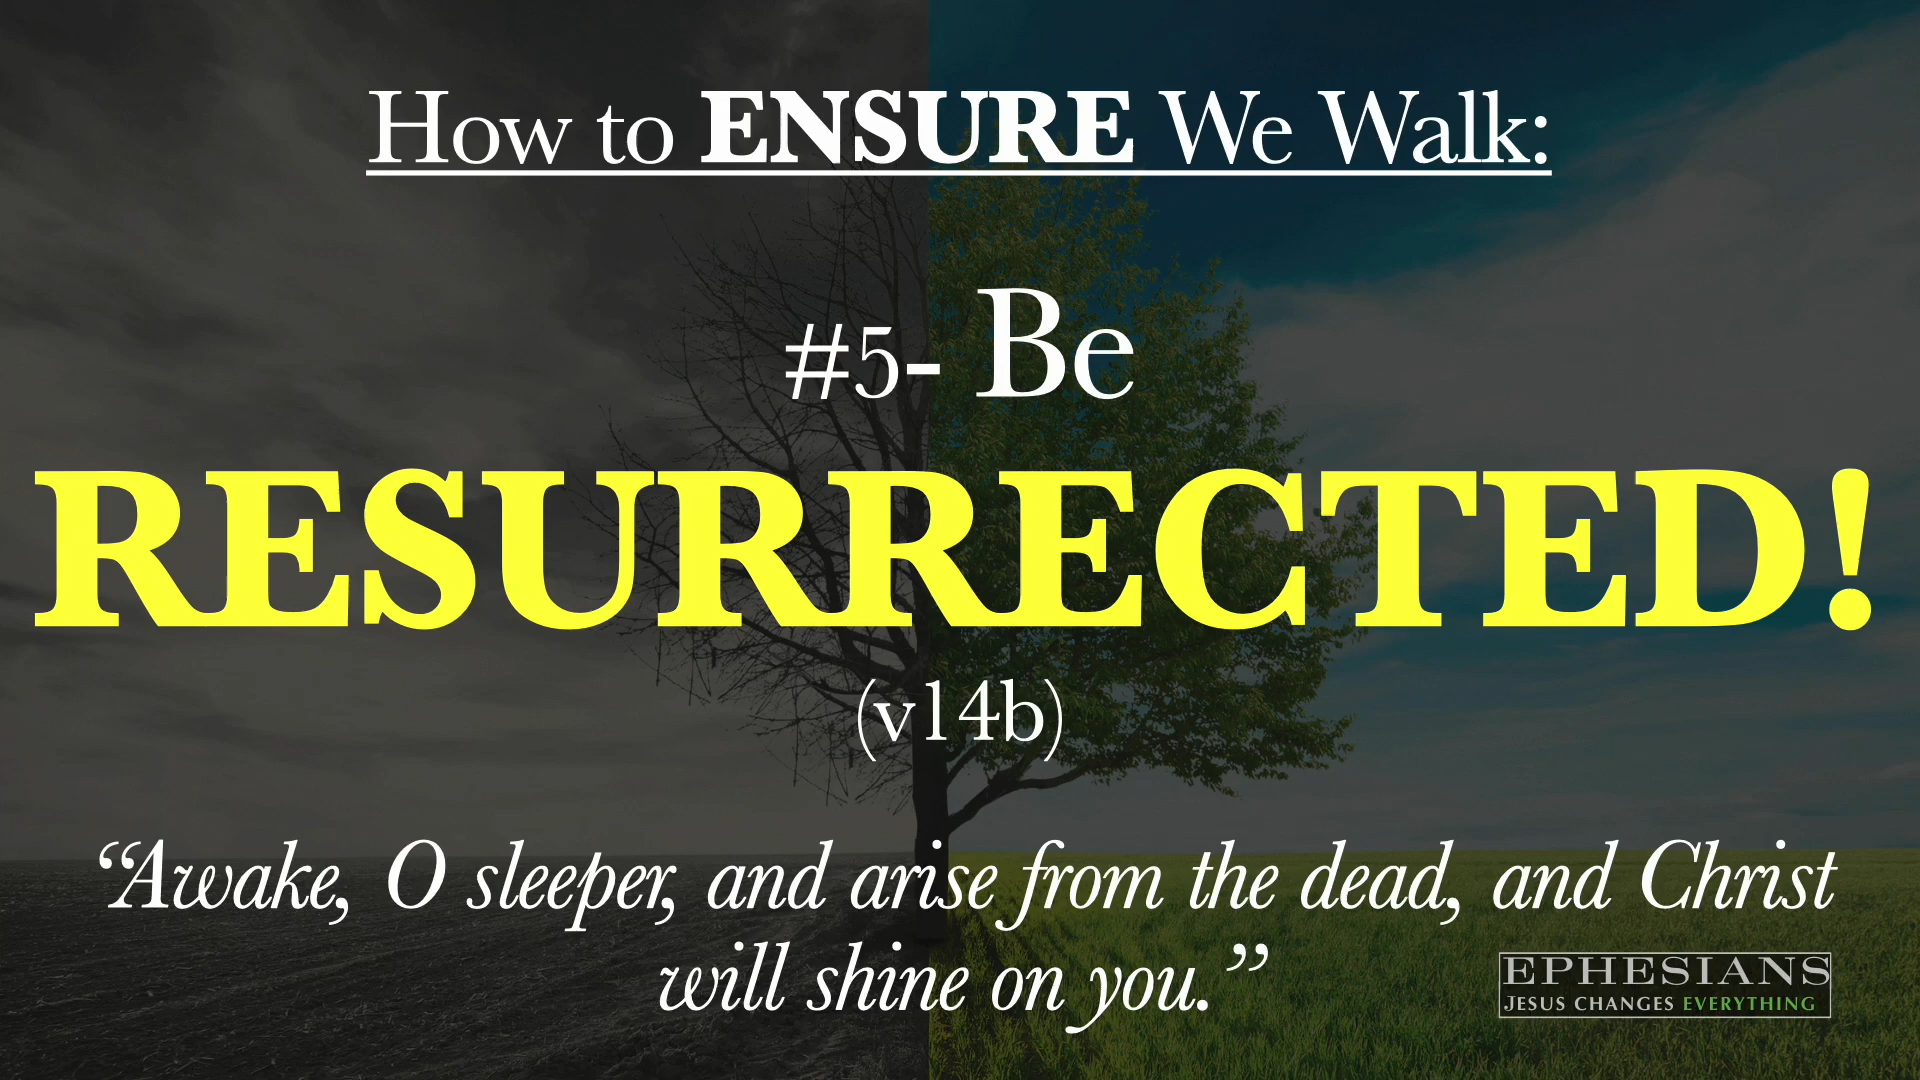 How to ENSURE We Walk:
#5- Be
RESURRECTED!
(v14b)
“Awake, O sleeper, and arise from the dead, and Christ
will shine on you.”
EPHESIANS
JESUS CHANGES EVERYTHING